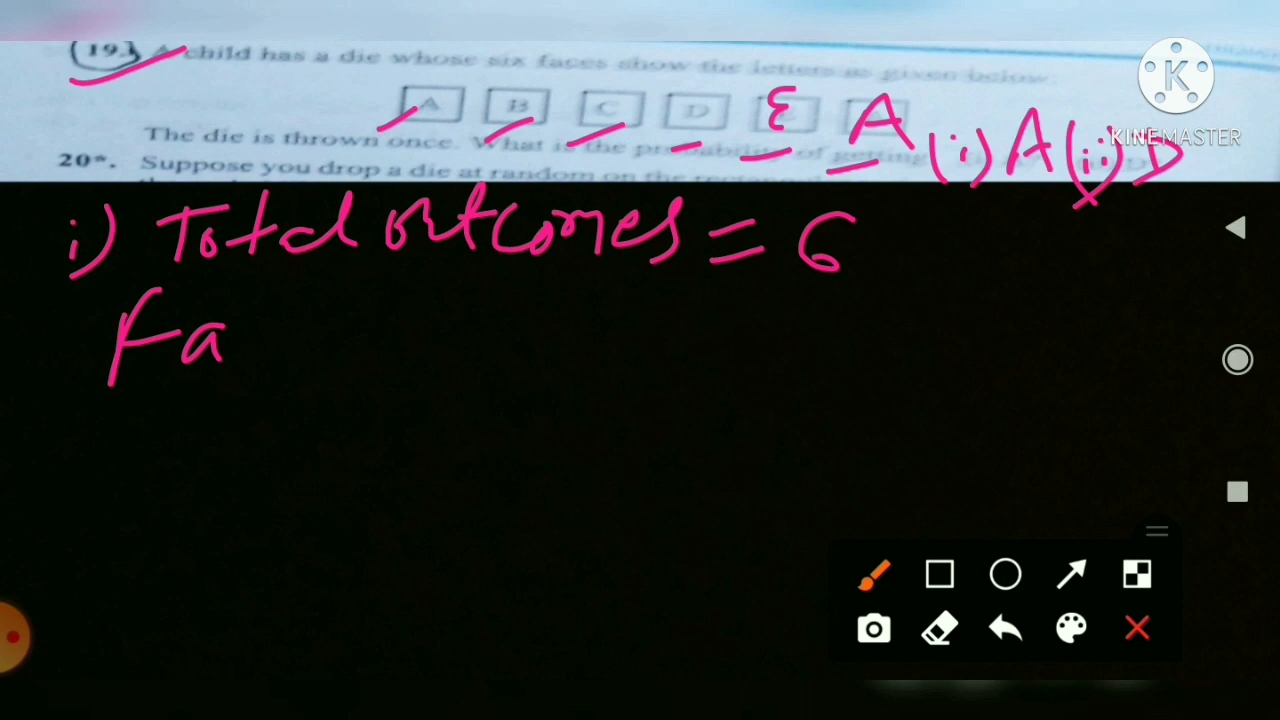 19. A child has a die whose six faces show the letters as given below:
A B C D ε A
The die is thrown once. What is the probability of getting (i) A (ii) D
20*. Suppose you drop a die at random on the
i) Total outcomes = 6
Fa
KINEMASTER